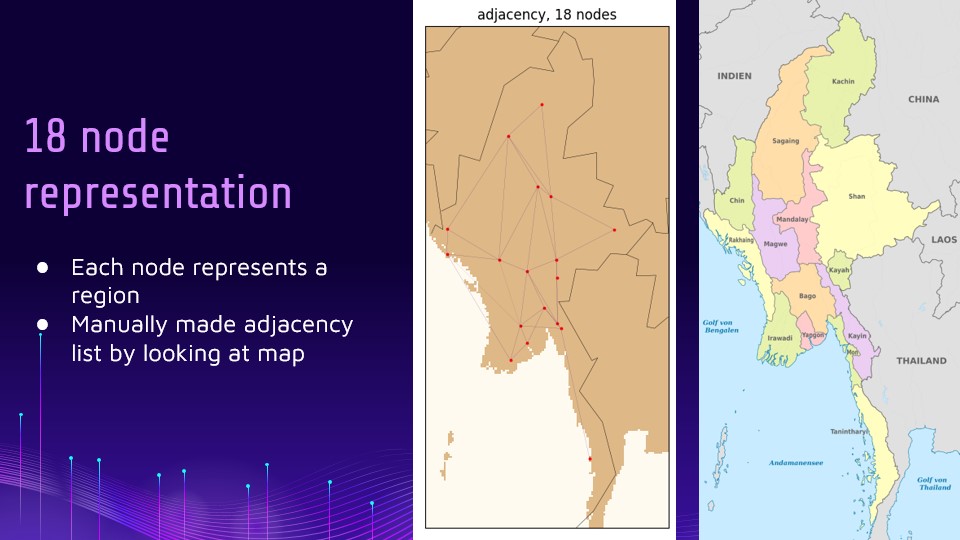 18 node
representation
● Each node represents a
region
● Manually made adjacency
list by looking at map
adjacency, 18 nodes
INDIEN
Kachin
CHINA
Sagaing
Shan
Chin
Mandalay
Rakhaing
Magwe
LAOS
Kayah
Bago
Golf von
Bengalen
Irawadi
Yangon
Kayin
Mon
THAILAND
Tanintharyi
Andamanensee
Golf von
Thailand